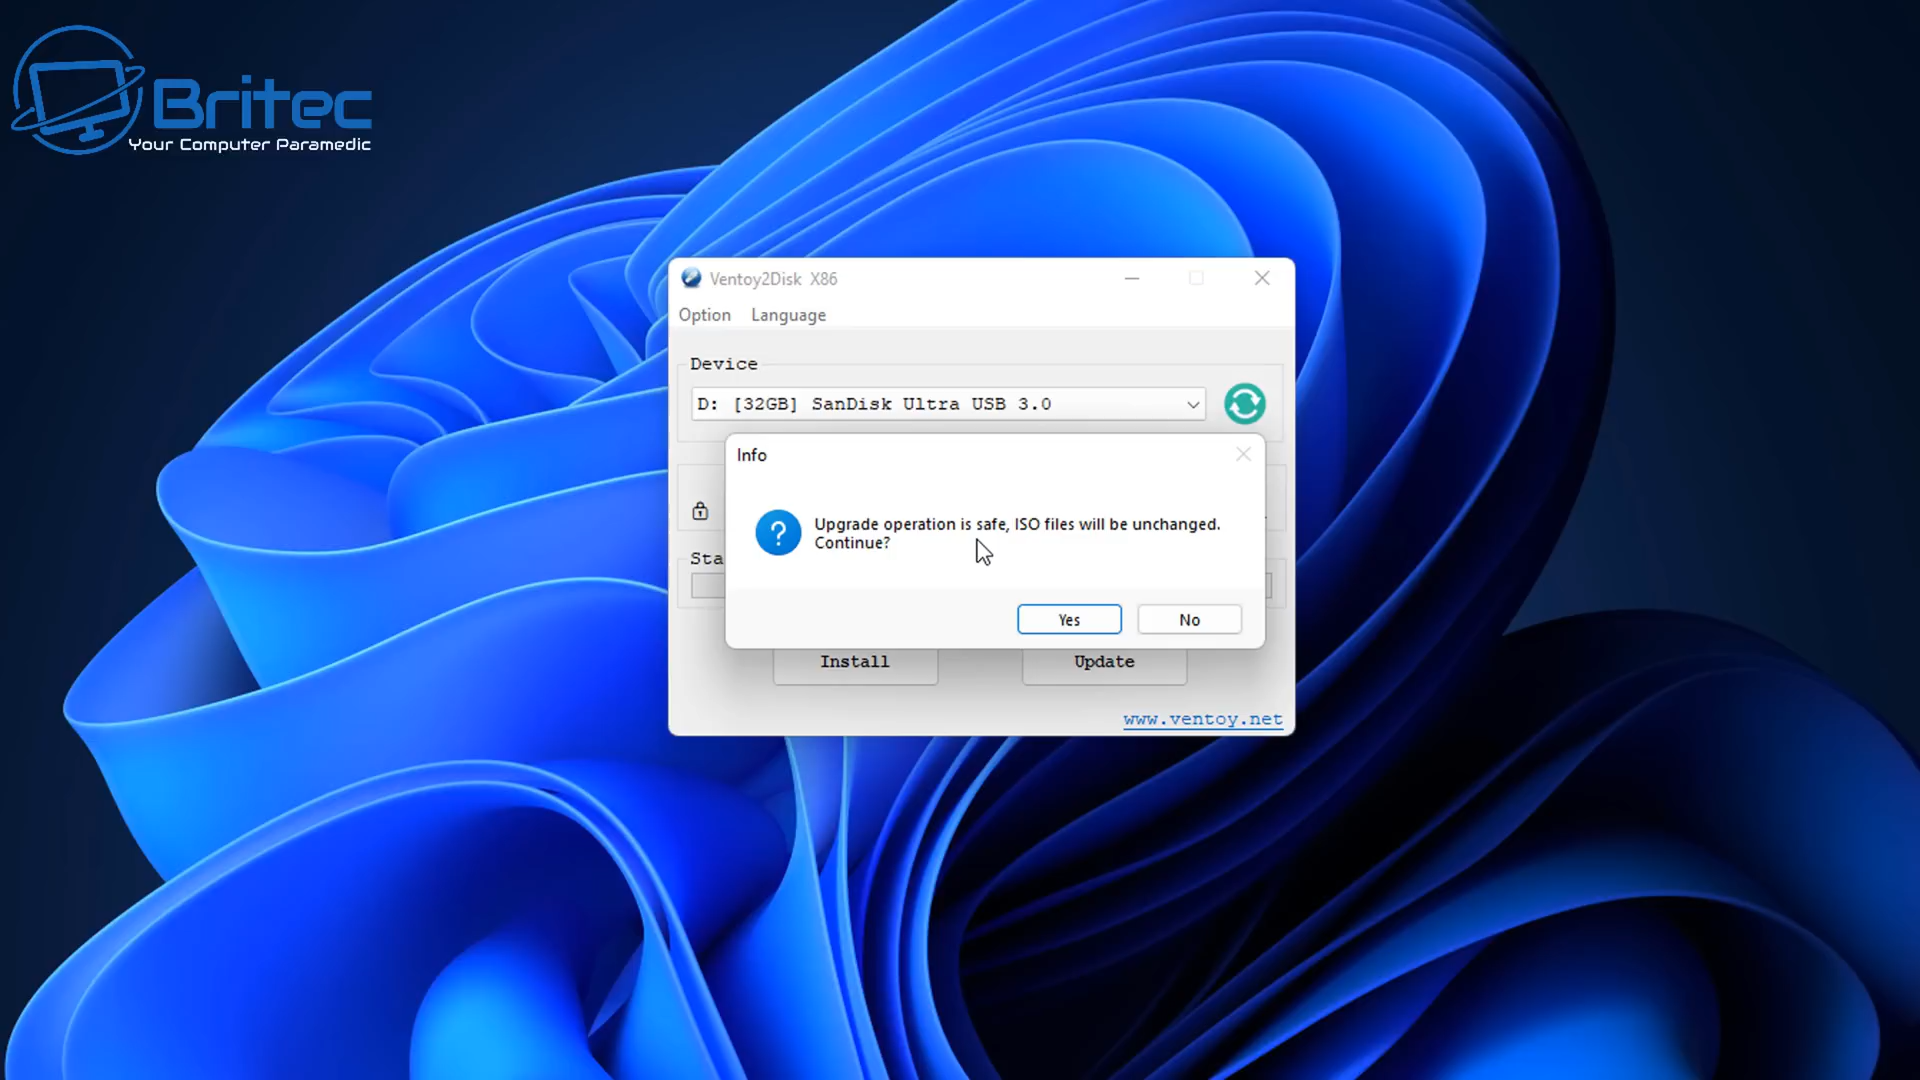 Britec
Your Computer Paramedic
Ventoy2Disk X86
Option Language
Device
D: [32GB] SanDisk Ultra USB 3.0
Info
Upgrade operation is safe, ISO files will be unchanged.
Continue?
Sta
Yes No
Install Update
www.ventoy.net